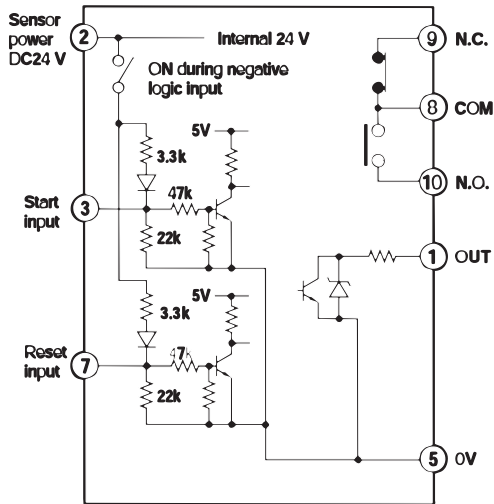 Sensor
power
DC24 V
2
Internal 24 V
ON during negative
logic input
9
N.C.
8
COM
10
N.O.
5V
3.3k
47k
Start
input
3
22k
1
OUT
5V
3.3k
47k
Reset
input
7
22k
5
0V